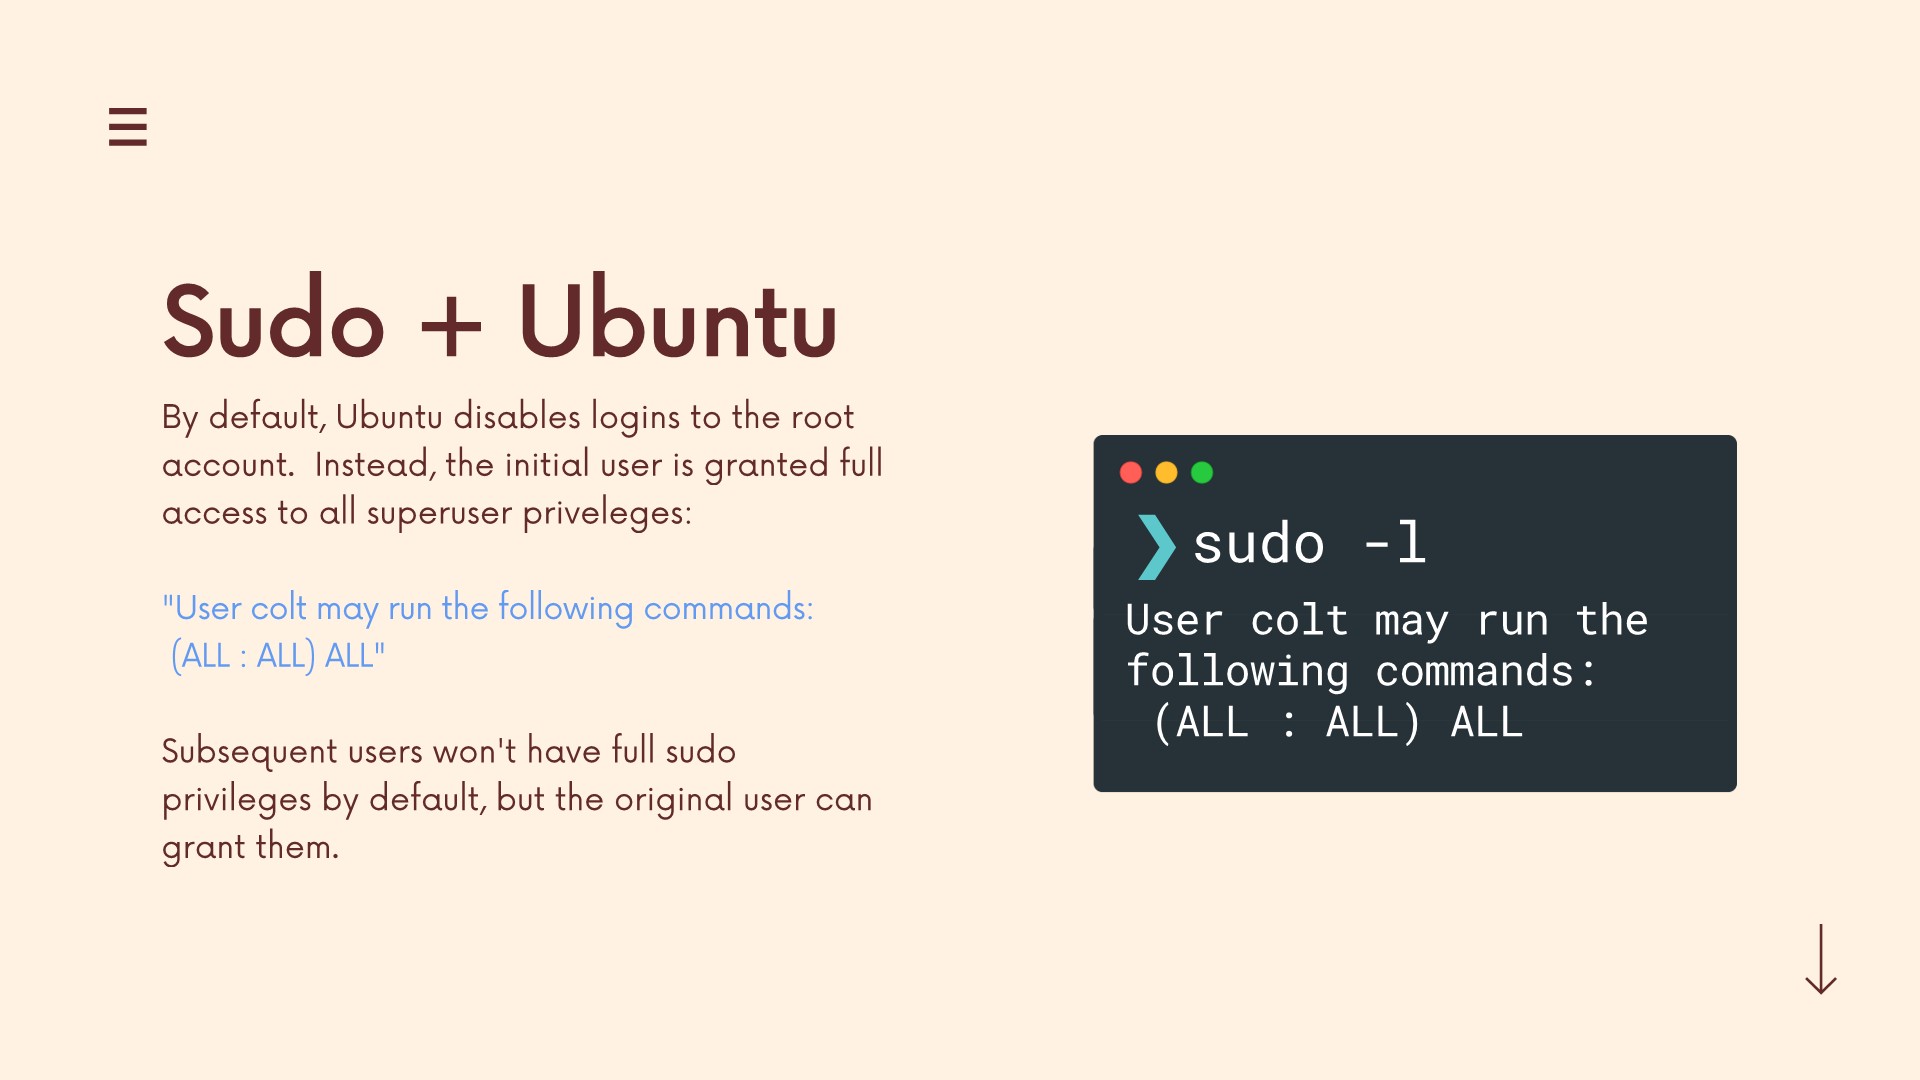 Sudo + Ubuntu
By default, Ubuntu disables logins to the root
account.  Instead, the initial user is granted full
access to all superuser priveleges:
"User colt may run the following commands:
(ALL : ALL) ALL"
Subsequent users won't have full sudo
privileges by default, but the original user can
grant them.
❯ sudo -l
User colt may run the
following commands:
(ALL : ALL) ALL